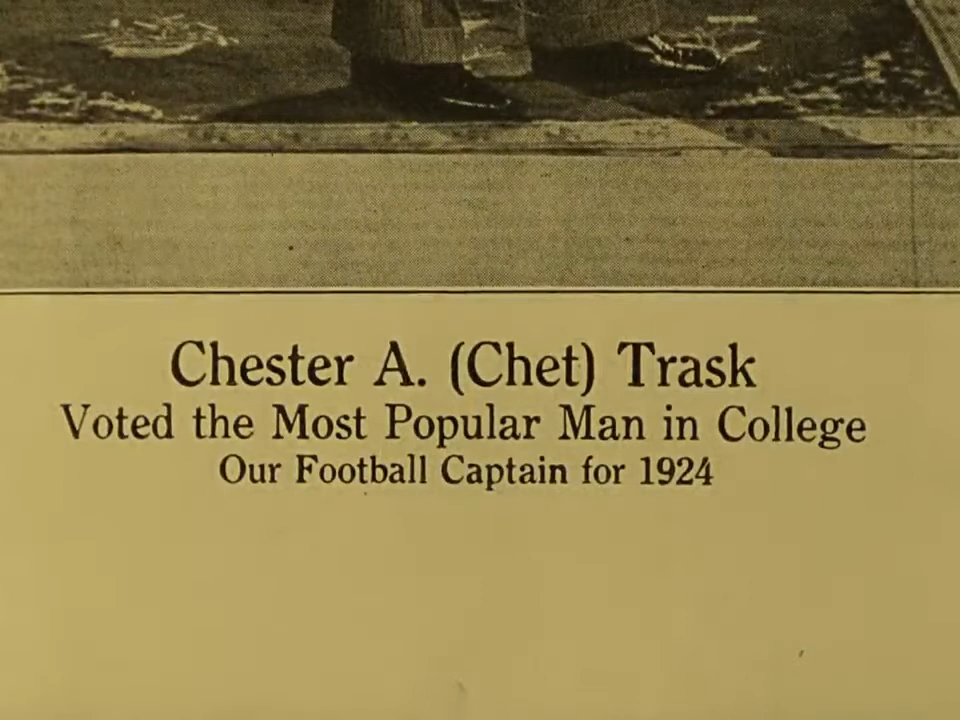 Chester A. (Chet) Trask
Voted the Most Popular Man in College
Our Football Captain for 1924